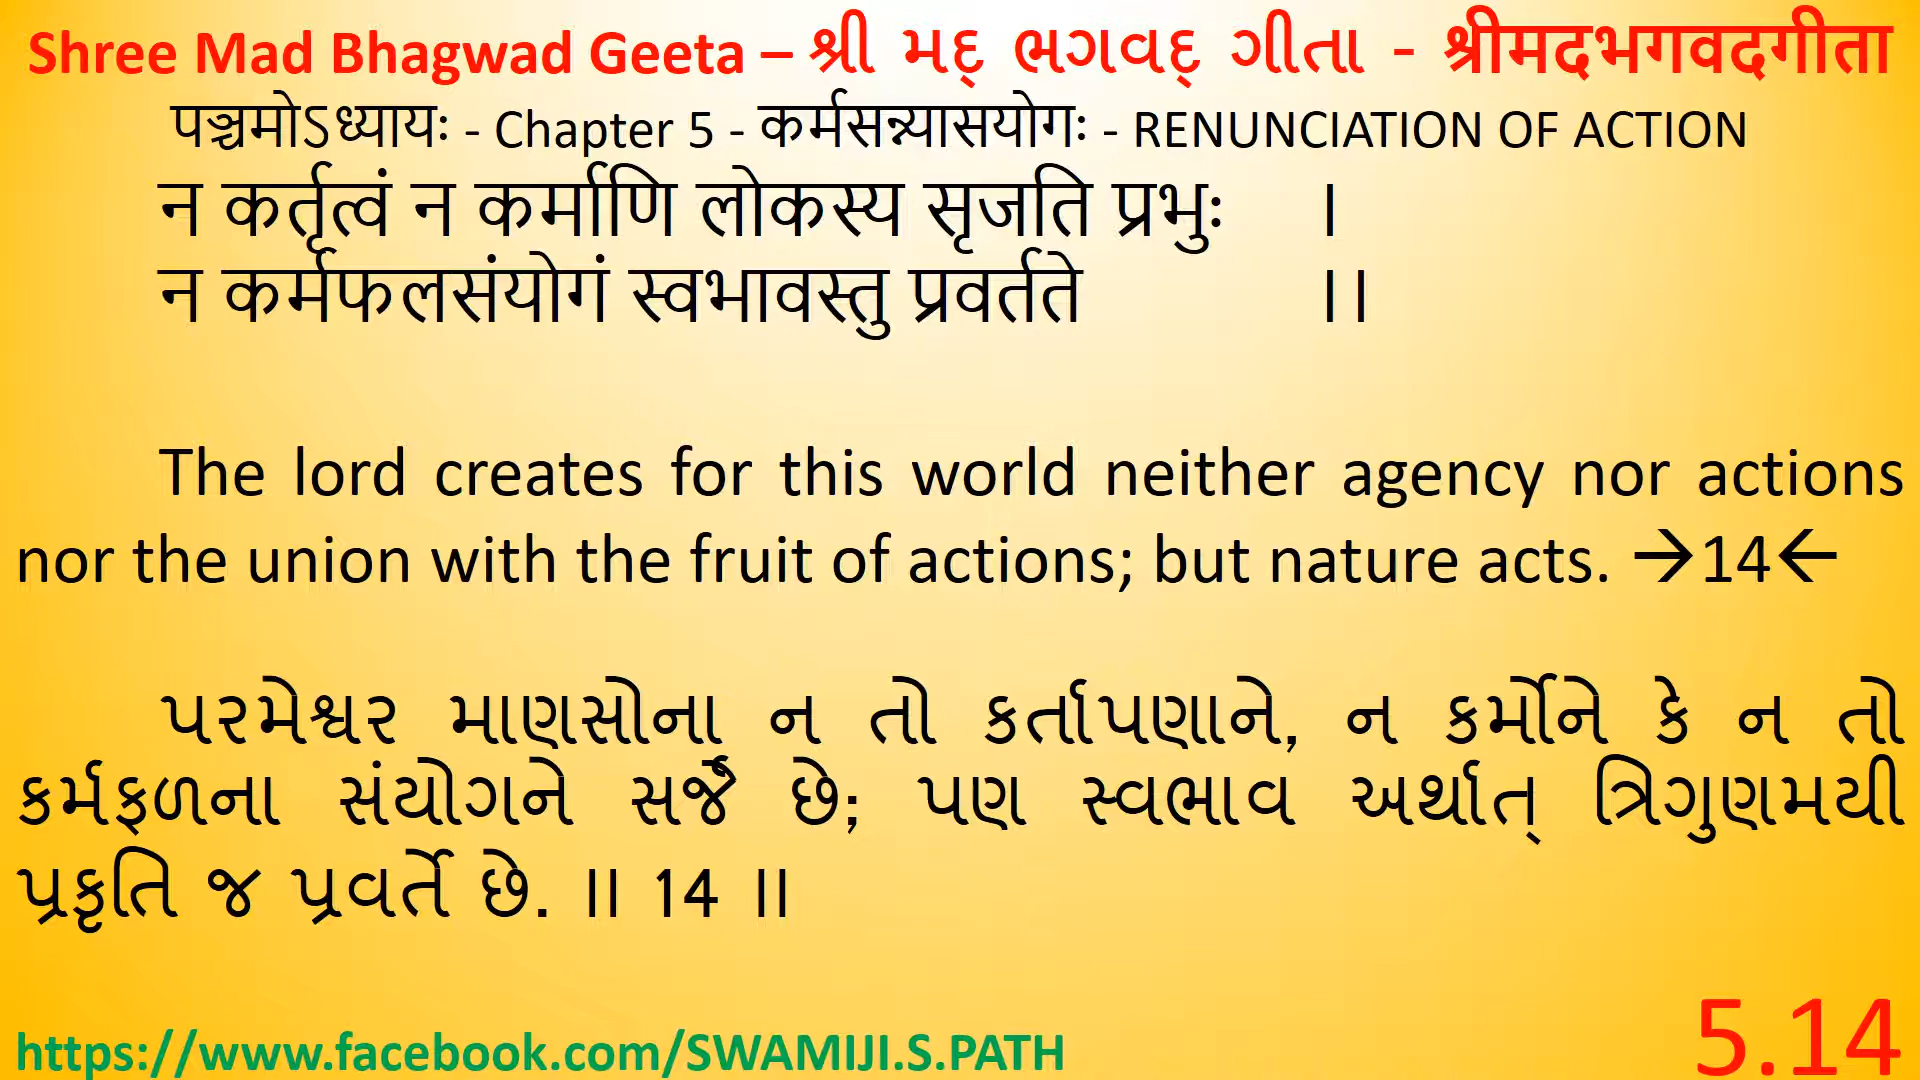 Shree Mad Bhagwad Geeta – શ્રી મદ્ ભગવદ્ ગીતા - श्रीमदभगवदगीता
पञ्चमोऽध्यायः - Chapter 5 - कर्मसन्न्यासयोगः - RENUNCIATION OF ACTION
न कर्तृत्वं न कर्माणि लोकस्य सृजति प्रभुः ।
न कर्मफलसंयोगं स्वभावस्तु प्रवर्तते ।।
The lord creates for this world neither agency nor actions
nor the union with the fruit of actions; but nature acts. →14←
પરમેશ્વર માણસોના ન તો કર્તાપણાને, ન કર્મોને કે ન તો
કર્મફળના સંયોગને સર્જે છે; પણ સ્વભાવ અર્થાત્ ત્રિગુણમયી
પ્રકૃતિ જ પ્રવર્તે છે. ॥ 14 ॥
https://www.facebook.com/SWAMIJI.S.PATH
5.14